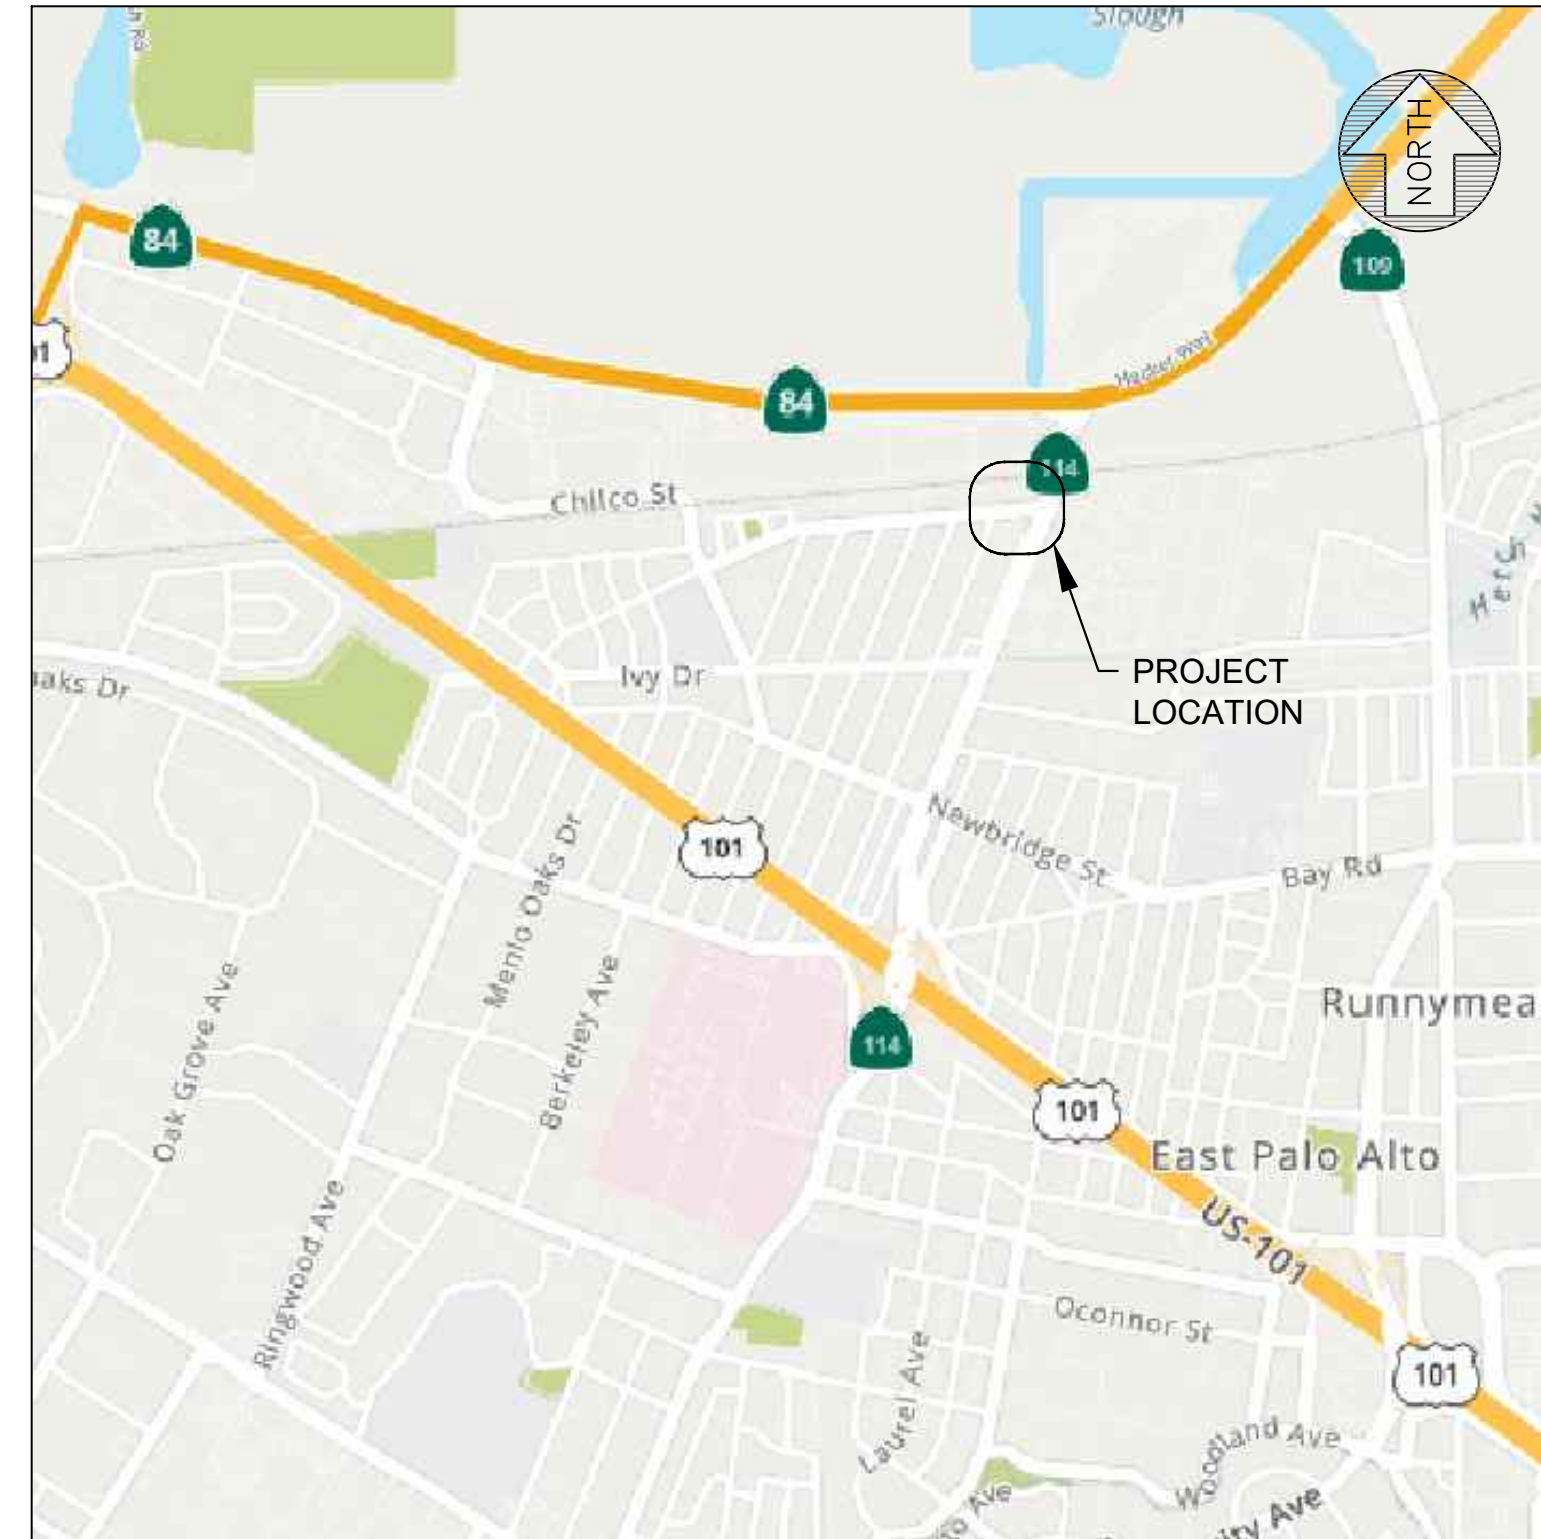 Slough
NORTH
84
109
84
114
Chilco St
PROJECT
LOCATION
Ivy Dr
aks Dr
Newbridge St
Bay Rd
101
Menlo Oaks Dr
Berkeley Ave
Oak Grove Ave
Runnymea
114
101
East Palo Alto
Ringwood Ave
US-101
Oconnor St
Laurel Ave
101
Woodland Ave
ity Ave